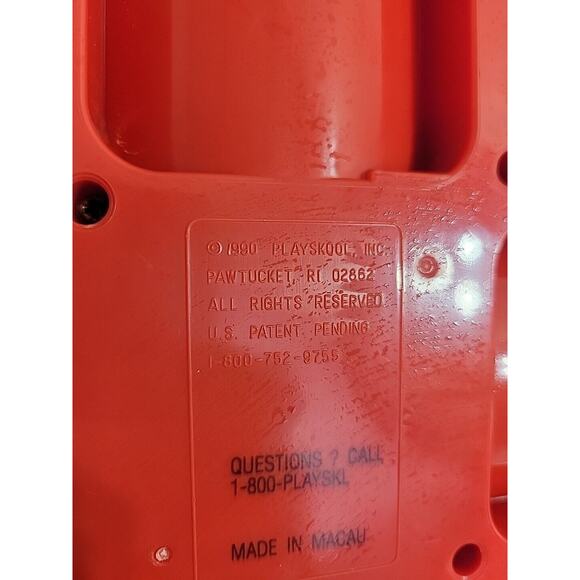 © 1990 PLAYSKOOL, INC.
PAWTUCKET, RI 02862
ALL RIGHTS RESERVED
U.S. PATENT PENDING
1-800-752-9755
QUESTIONS ? CALL
1-800-PLAYSKL
MADE IN MACAU